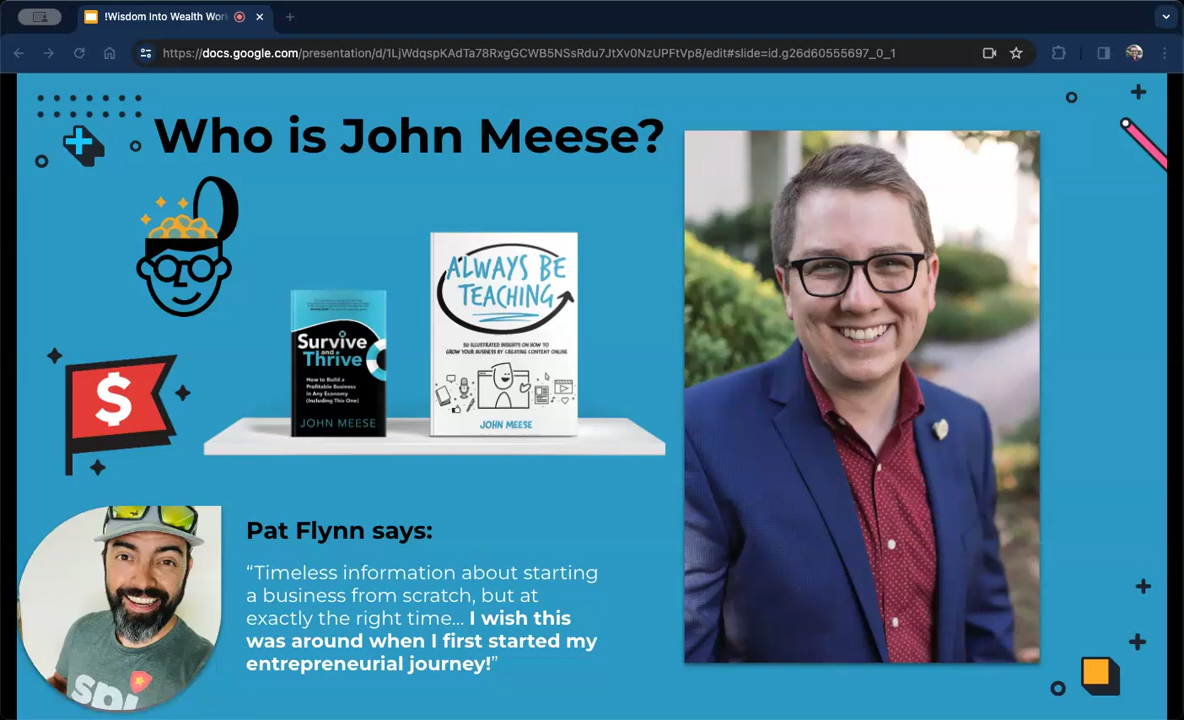 !Wisdom Into Wealth Wor
https://docs.google.com/presentation/d/1LjWdqspKAdTa78RxgGCWB5NSsRdu7JtXv0NzUPFtVp8/edit#slide=id.g26d60555697_0_1
Who is John Meese?
ALWAYS BE
TEACHING
50 ILLUSTRATED INSIGHTS ON HOW TO
GROW YOUR BUSINESS BY CREATING CONTENT ONLINE
JOHN MEESE
Survive
and
Thrive
How to Build a
Profitable Business
in Any Economy
(Including This One)
JOHN MEESE
$
Pat Flynn says:
“Timeless information about starting
a business from scratch, but at
exactly the right time... I wish this
was around when I first started my
entrepreneurial journey!”
spi